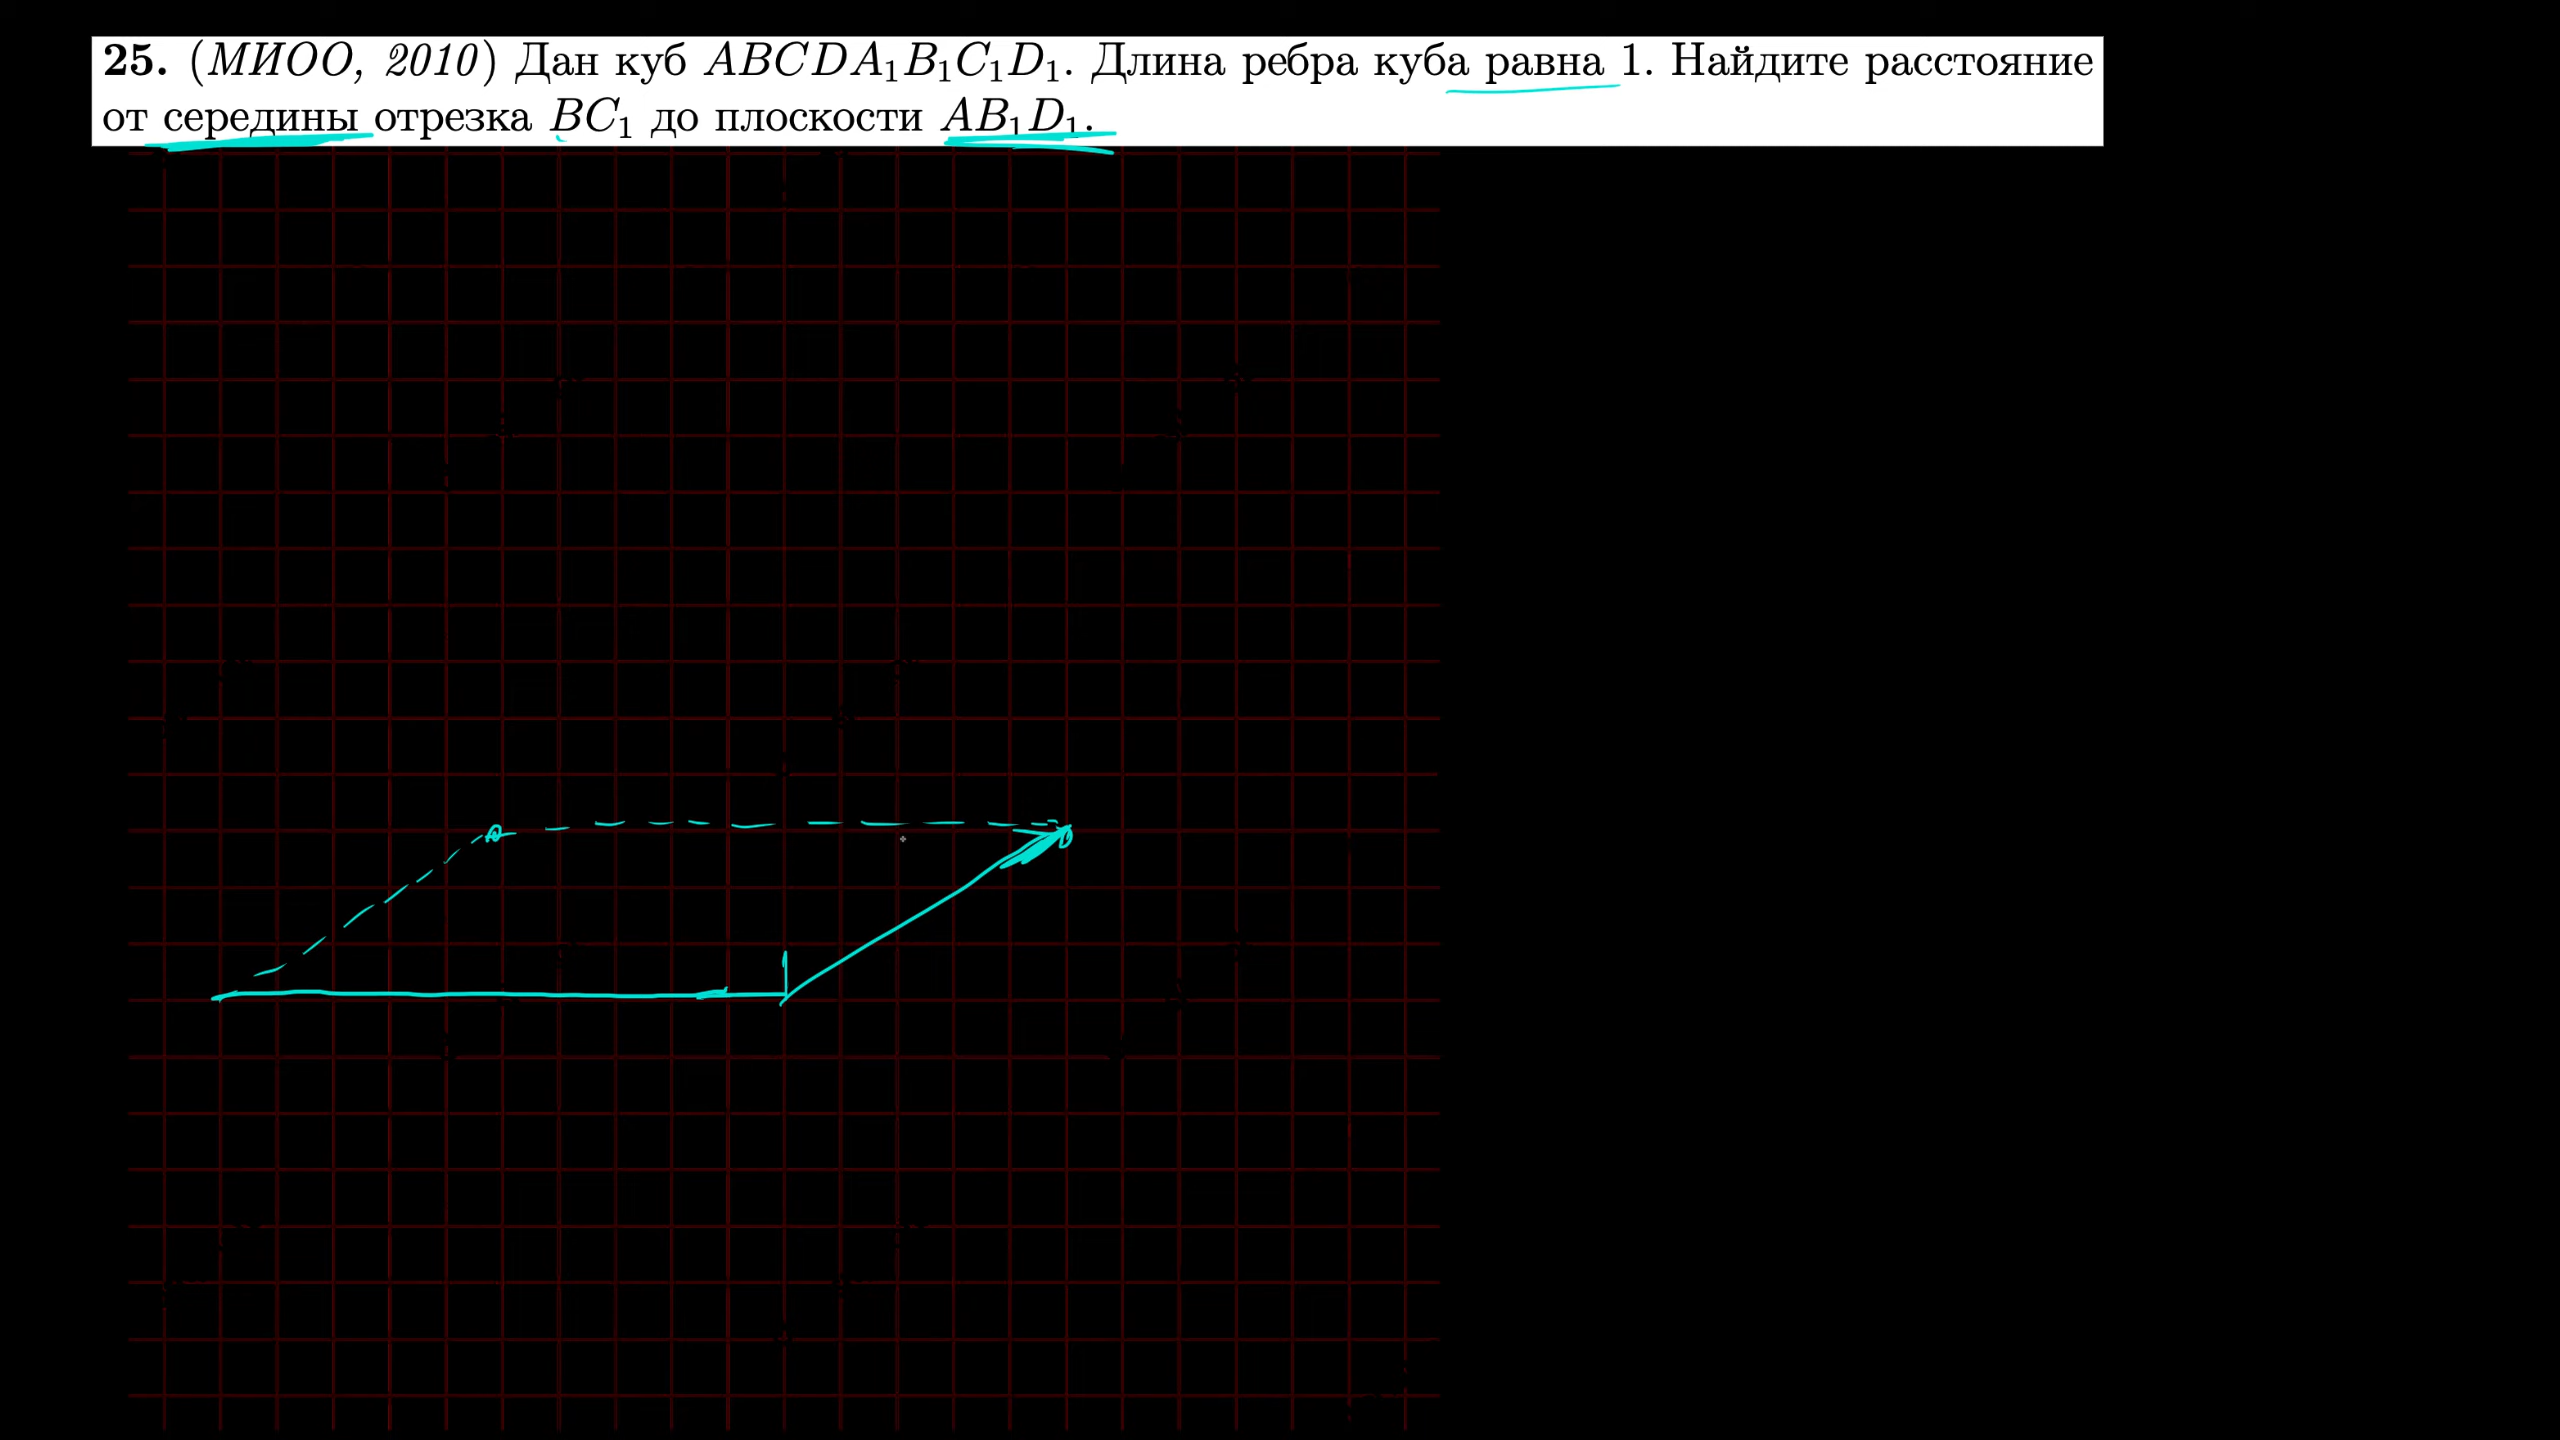 25. (МИОО, 2010) Дан куб ABCDA₁B₁C₁D₁. Длина ребра куба равна 1. Найдите расстояние
от середины отрезка BC₁ до плоскости AB₁D₁.